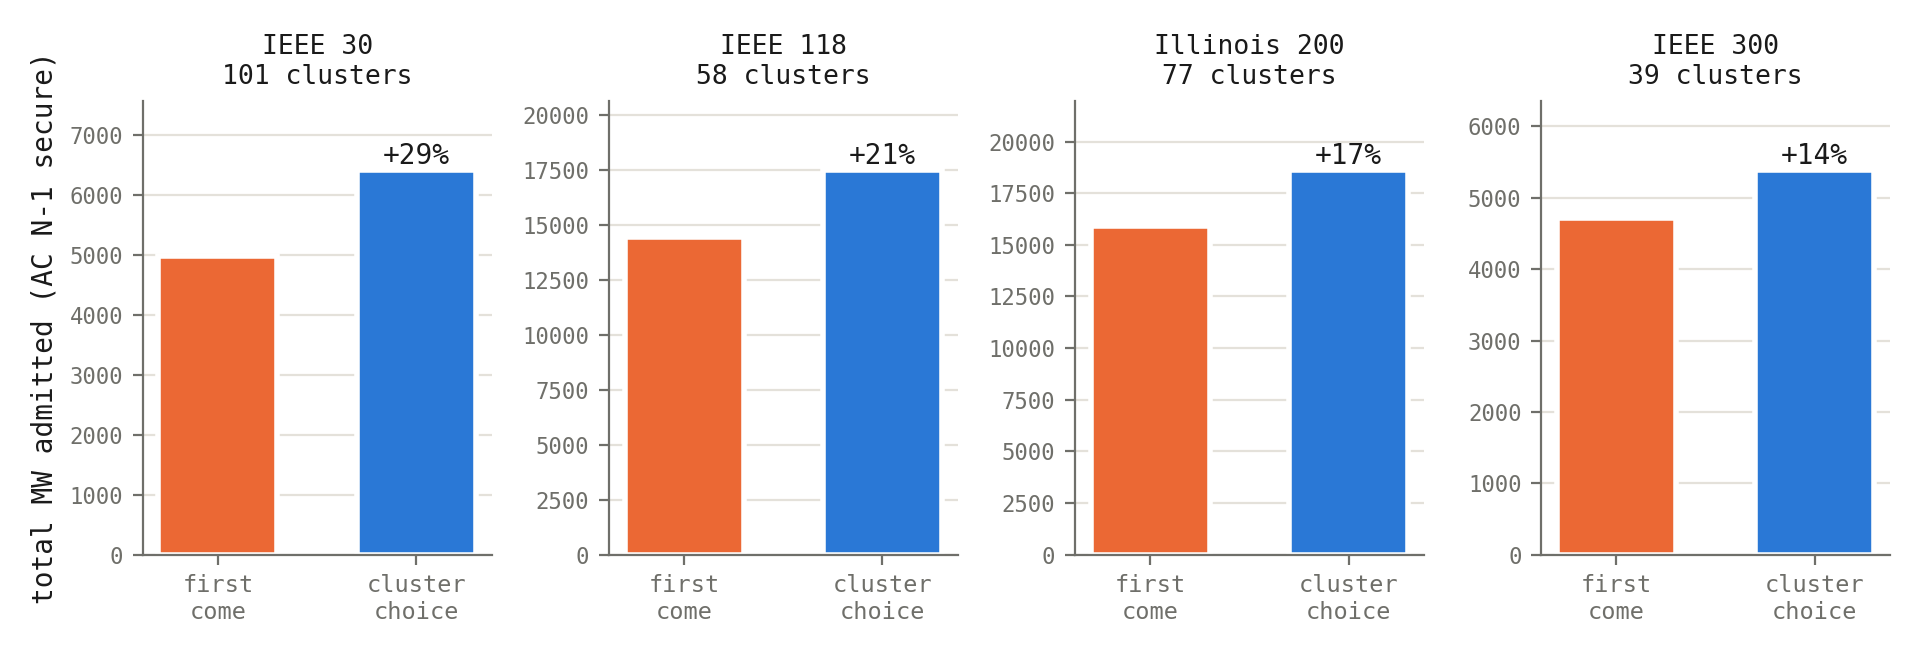 total MW admitted (AC N-1 secure)
IEEE 30
101 clusters
7000
6000
5000
4000
3000
2000
1000
0
+29%
first
come
cluster
choice
IEEE 118
58 clusters
20000
17500
15000
12500
10000
7500
5000
2500
0
+21%
first
come
cluster
choice
Illinois 200
77 clusters
20000
17500
15000
12500
10000
7500
5000
2500
0
+17%
first
come
cluster
choice
IEEE 300
39 clusters
6000
5000
4000
3000
2000
1000
0
+14%
first
come
cluster
choice